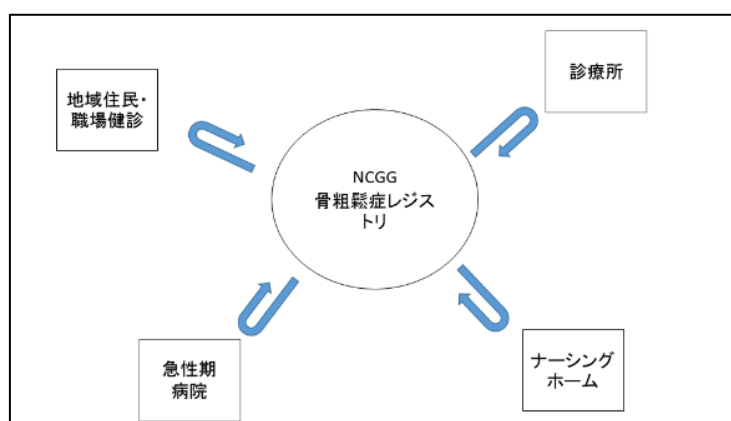 地域住民・
職場健診
診療所
NCGG
骨粗鬆症レジス
トリ
急性期
病院
ナーシング
ホーム